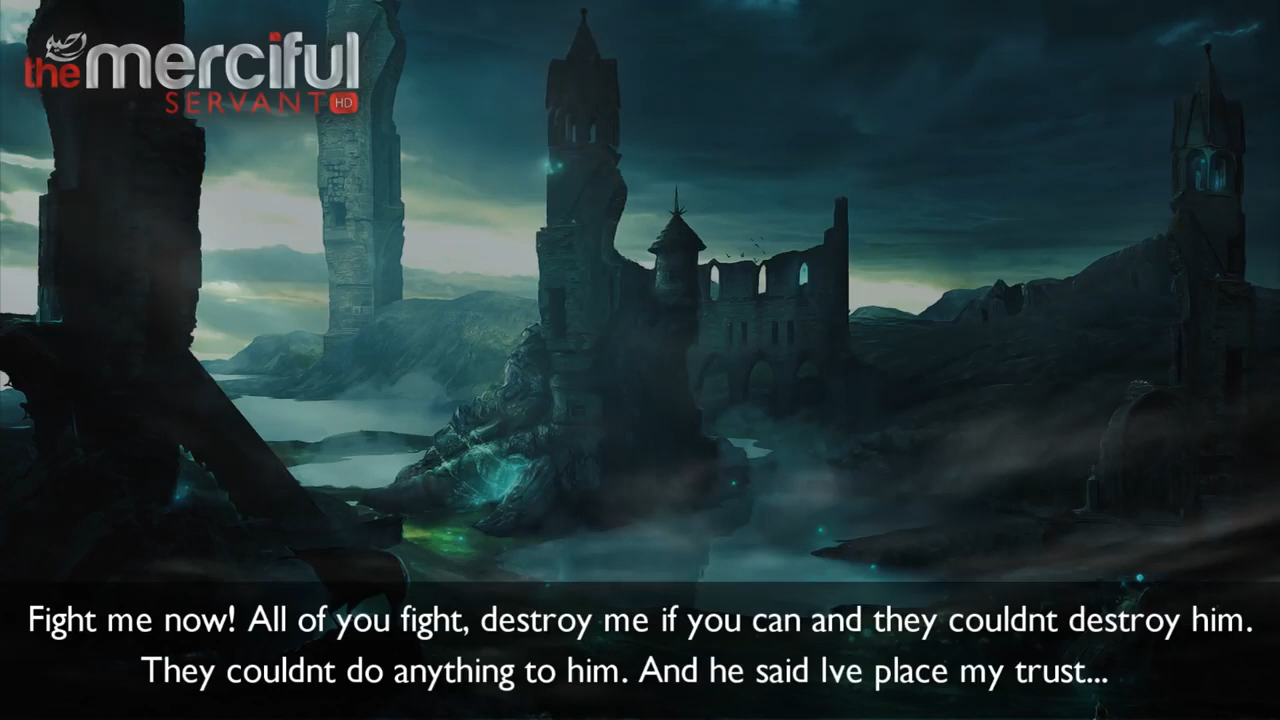 the merciful
SERVANT HD
Fight me now! All of you fight, destroy me if you can and they couldnt destroy him.
They couldnt do anything to him. And he said Ive place my trust...